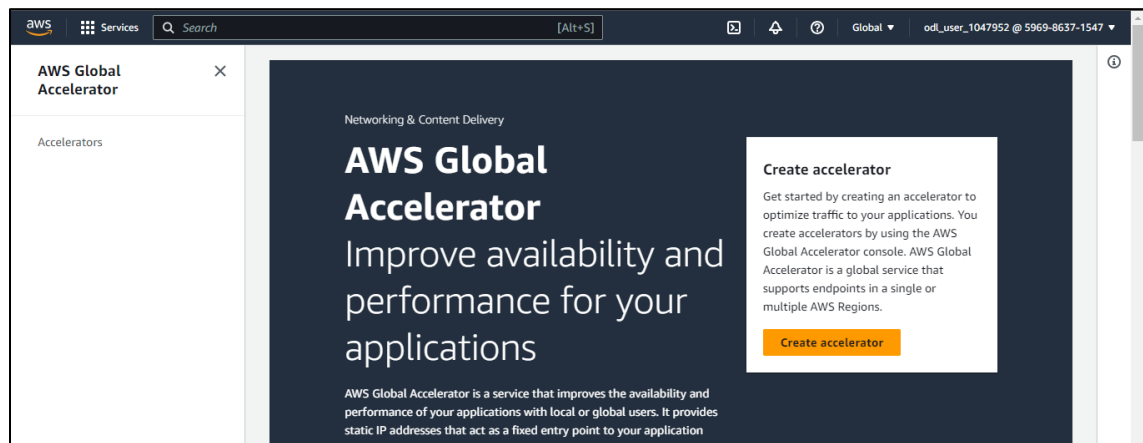 aws
Services
Search
[Alt+S]
Global
odl_user_1047952 @ 5969-8637-1547
AWS Global
Accelerator
Accelerators
Networking & Content Delivery
AWS Global
Accelerator
Improve availability and
performance for your
applications
AWS Global Accelerator is a service that improves the availability and
performance of your applications with local or global users. It provides
static IP addresses that act as a fixed entry point to your application
Create accelerator
Get started by creating an accelerator to
optimize traffic to your applications. You
create accelerators by using the AWS
Global Accelerator console. AWS Global
Accelerator is a global service that
supports endpoints in a single or
multiple AWS Regions.
Create accelerator